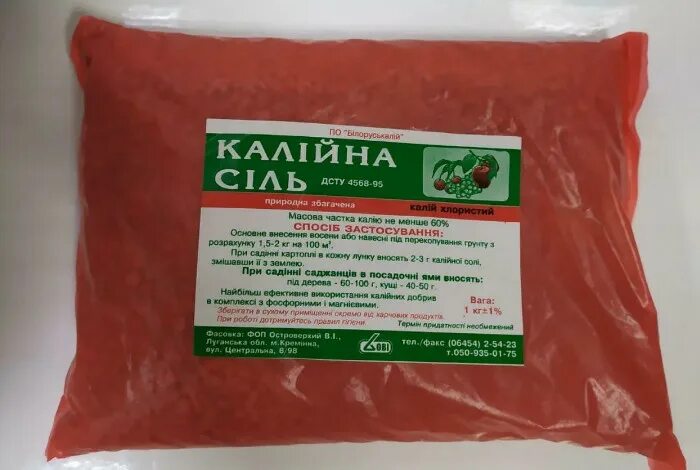 ПО "Білоруськалій"
КАЛІЙНА
СІЛЬ ДСТУ 4568-95
природна збагачена калій хлористий
Масова частка калію не менше 60%
СПОСІБ ЗАСТОСУВАННЯ:
Основне внесення восени або навесні під перекопування грунту з
розрахунку 1,5-2 кг на 100 м².
При садінні картоплі в кожну лунку вносять 2-3 г калійної солі,
змішавши її з землею.
При садінні саджанців в посадочні ями вносять:
під дерева - 60-100 г, кущі - 40-50 г.
Найбільш ефективне використання калійних добрив
в комплексі з фосфорними і магнієвими.
Вага:
1 кг±1%
Зберігати в сухому приміщенні окремо від харчових продуктів.
При роботі дотримуйтесь правил гігієни.
Термін придатності необмежений
Фасовка: ФОП Островерхий В.І.,
Луганська обл. м.Кремінна,
вул. Центральна, 8/98
ОВІ
тел./факс (06454) 2-54-23
т.050-935-01-75